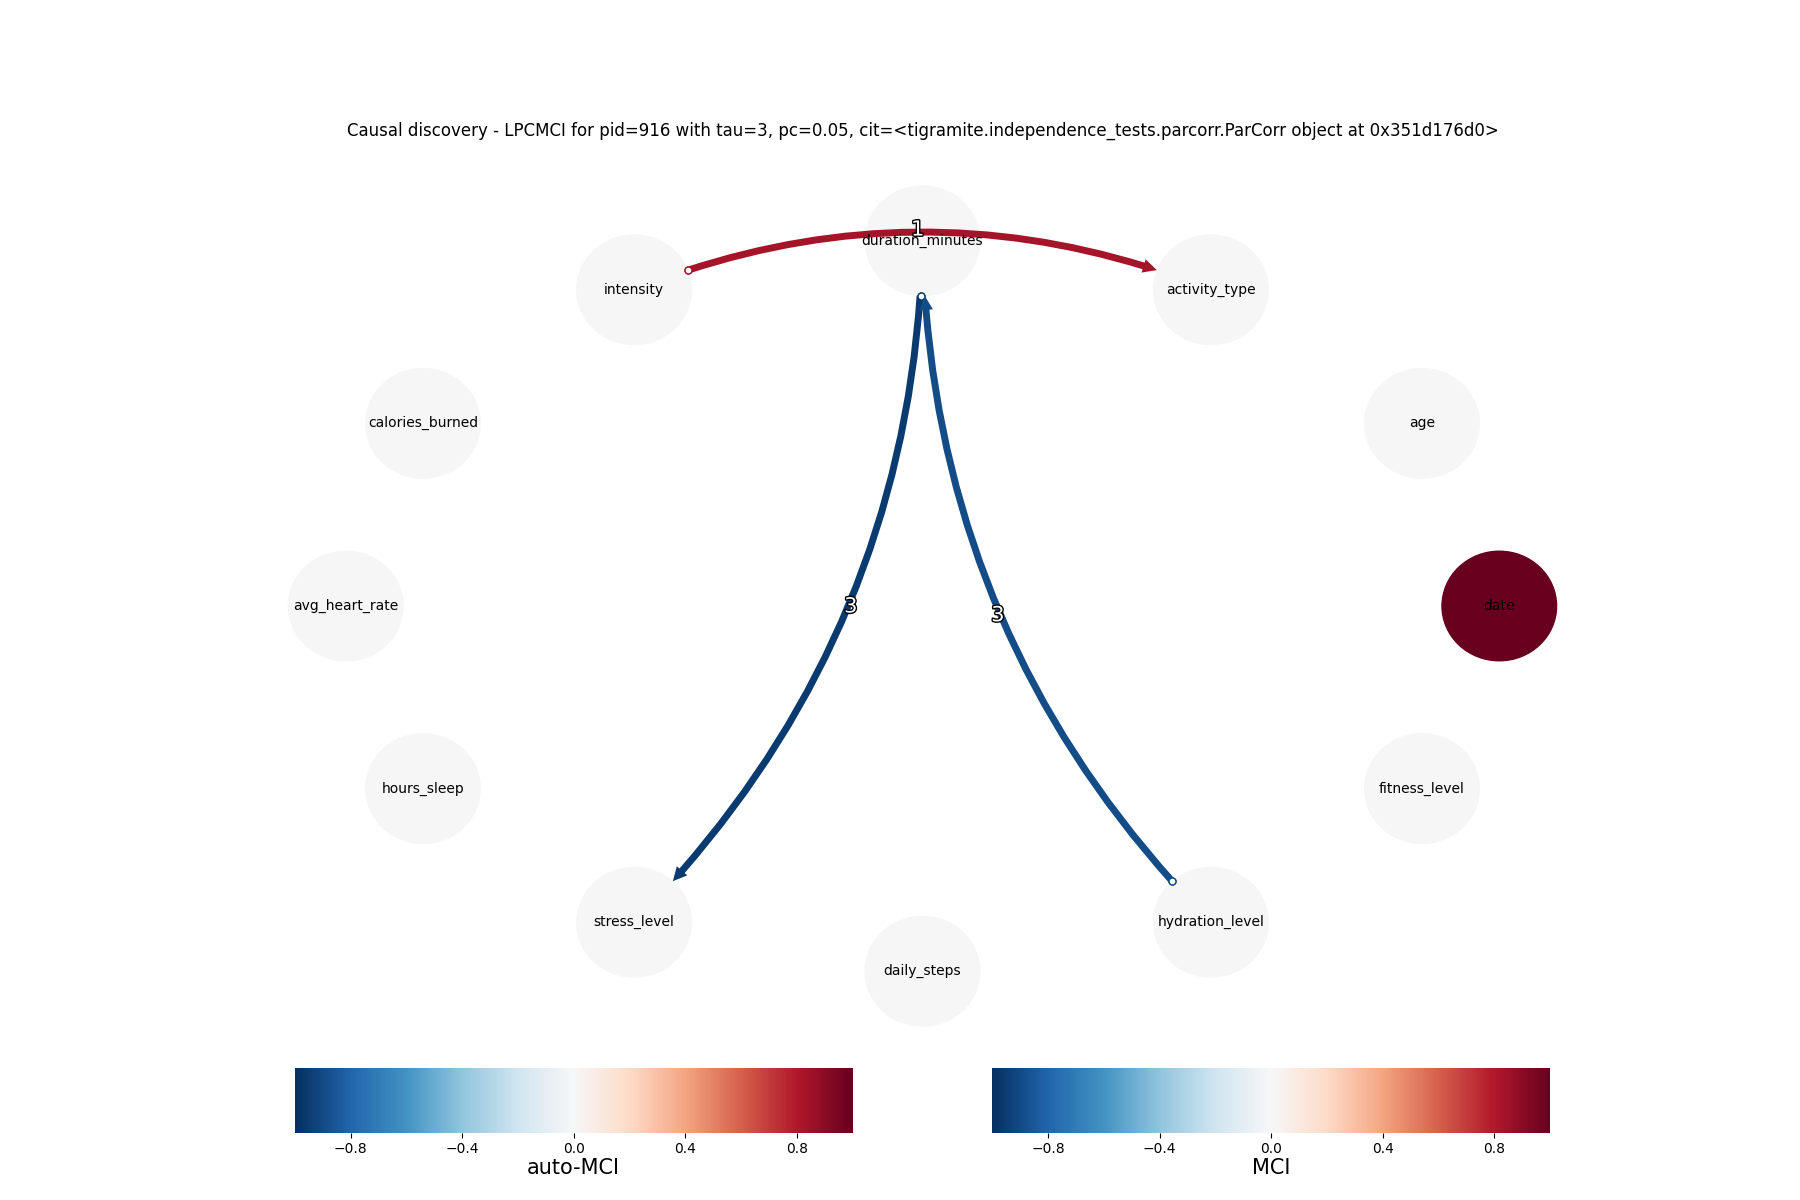 Causal discovery - LPCMCI for pid=916 with tau=3, pc=0.05, cit=<tigramite.independence_tests.parcorr.ParCorr object at 0x351d176d0>
1
duration_minutes
intensity
activity_type
calories_burned
age
avg_heart_rate
3
3
date
hours_sleep
fitness_level
stress_level
hydration_level
daily_steps
−0.8 −0.4 0.0 0.4 0.8
auto-MCI
−0.8 −0.4 0.0 0.4 0.8
MCI